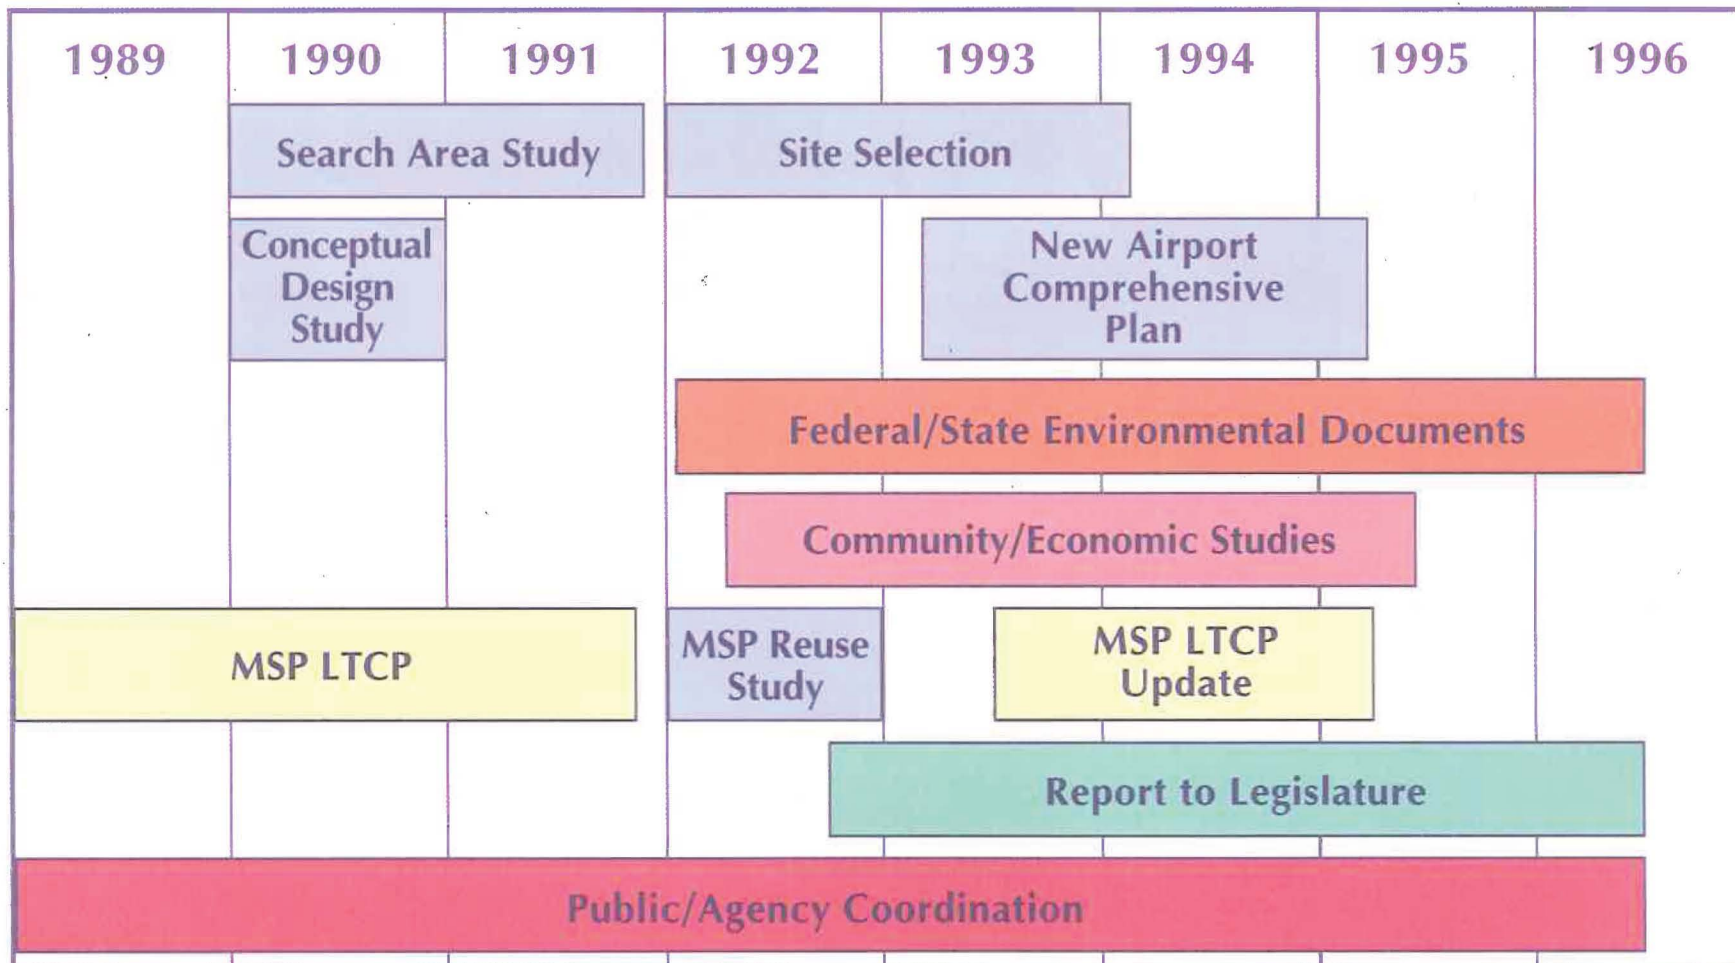 1989 1990 1991 1992 1993 1994 1995 1996
Search Area Study Site Selection
Conceptual
Design
Study
New Airport
Comprehensive
Plan
Federal/State Environmental Documents
Community/Economic Studies
MSP LTCP
MSP Reuse
Study
MSP LTCP
Update
Report to Legislature
Public/Agency Coordination